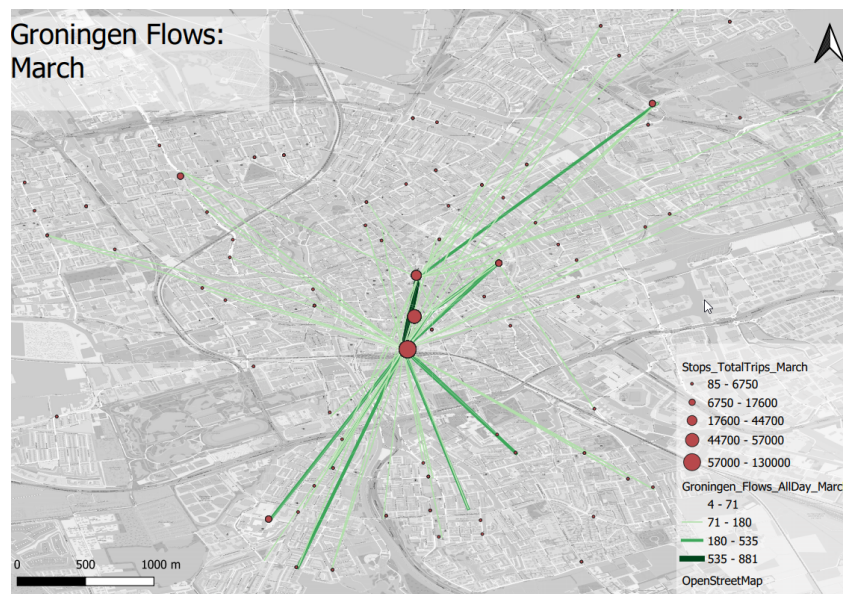 Groningen Flows:
March
Stops_TotalTrips_March
85 - 6750
6750 - 17600
17600 - 44700
44700 - 57000
57000 - 130000
Groningen_Flows_AllDay_March
4 - 71
71 - 180
180 - 535
535 - 881
OpenStreetMap
0 500 1000 m